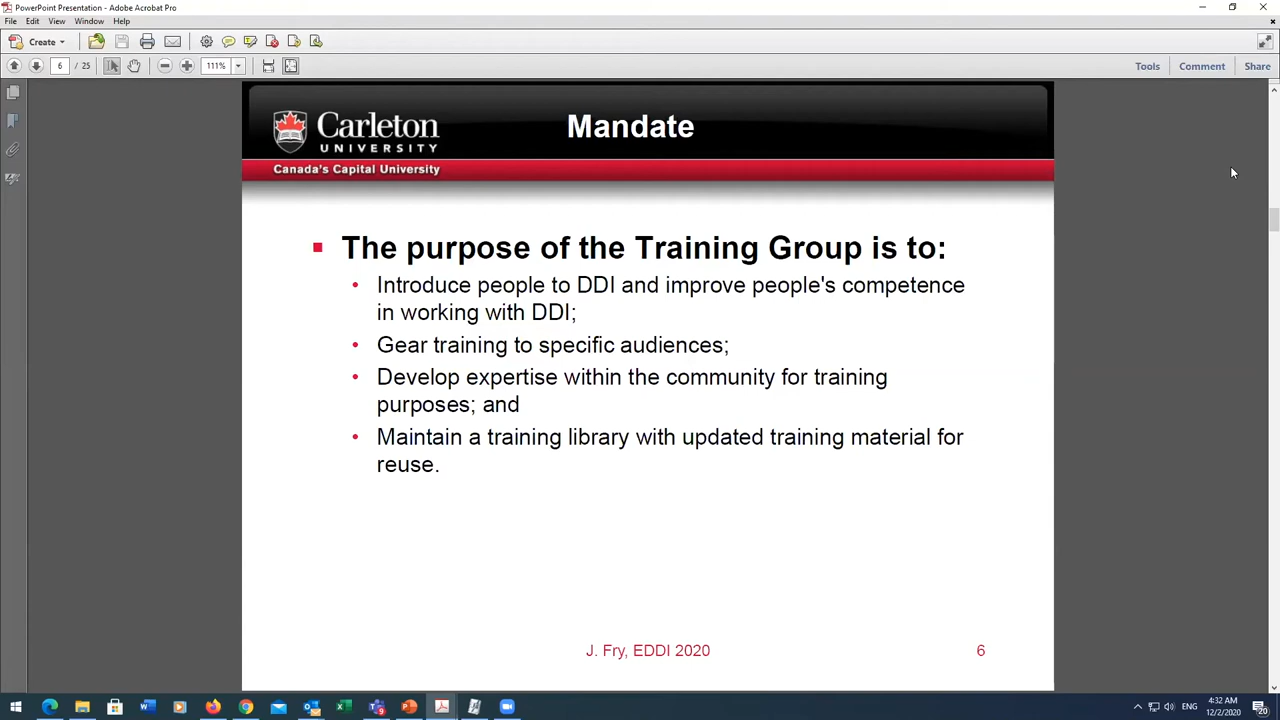 PowerPoint Presentation - Adobe Acrobat Pro
File Edit View Window Help
Create
6 / 25 111% Tools Comment Share
Carleton
UNIVERSITY
Canada's Capital University
Mandate
▪ The purpose of the Training Group is to:
• Introduce people to DDI and improve people's competence
in working with DDI;
• Gear training to specific audiences;
• Develop expertise within the community for training
purposes; and
• Maintain a training library with updated training material for
reuse.
J. Fry, EDDI 2020 6
ENG 4:32 AM
12/2/2020 20